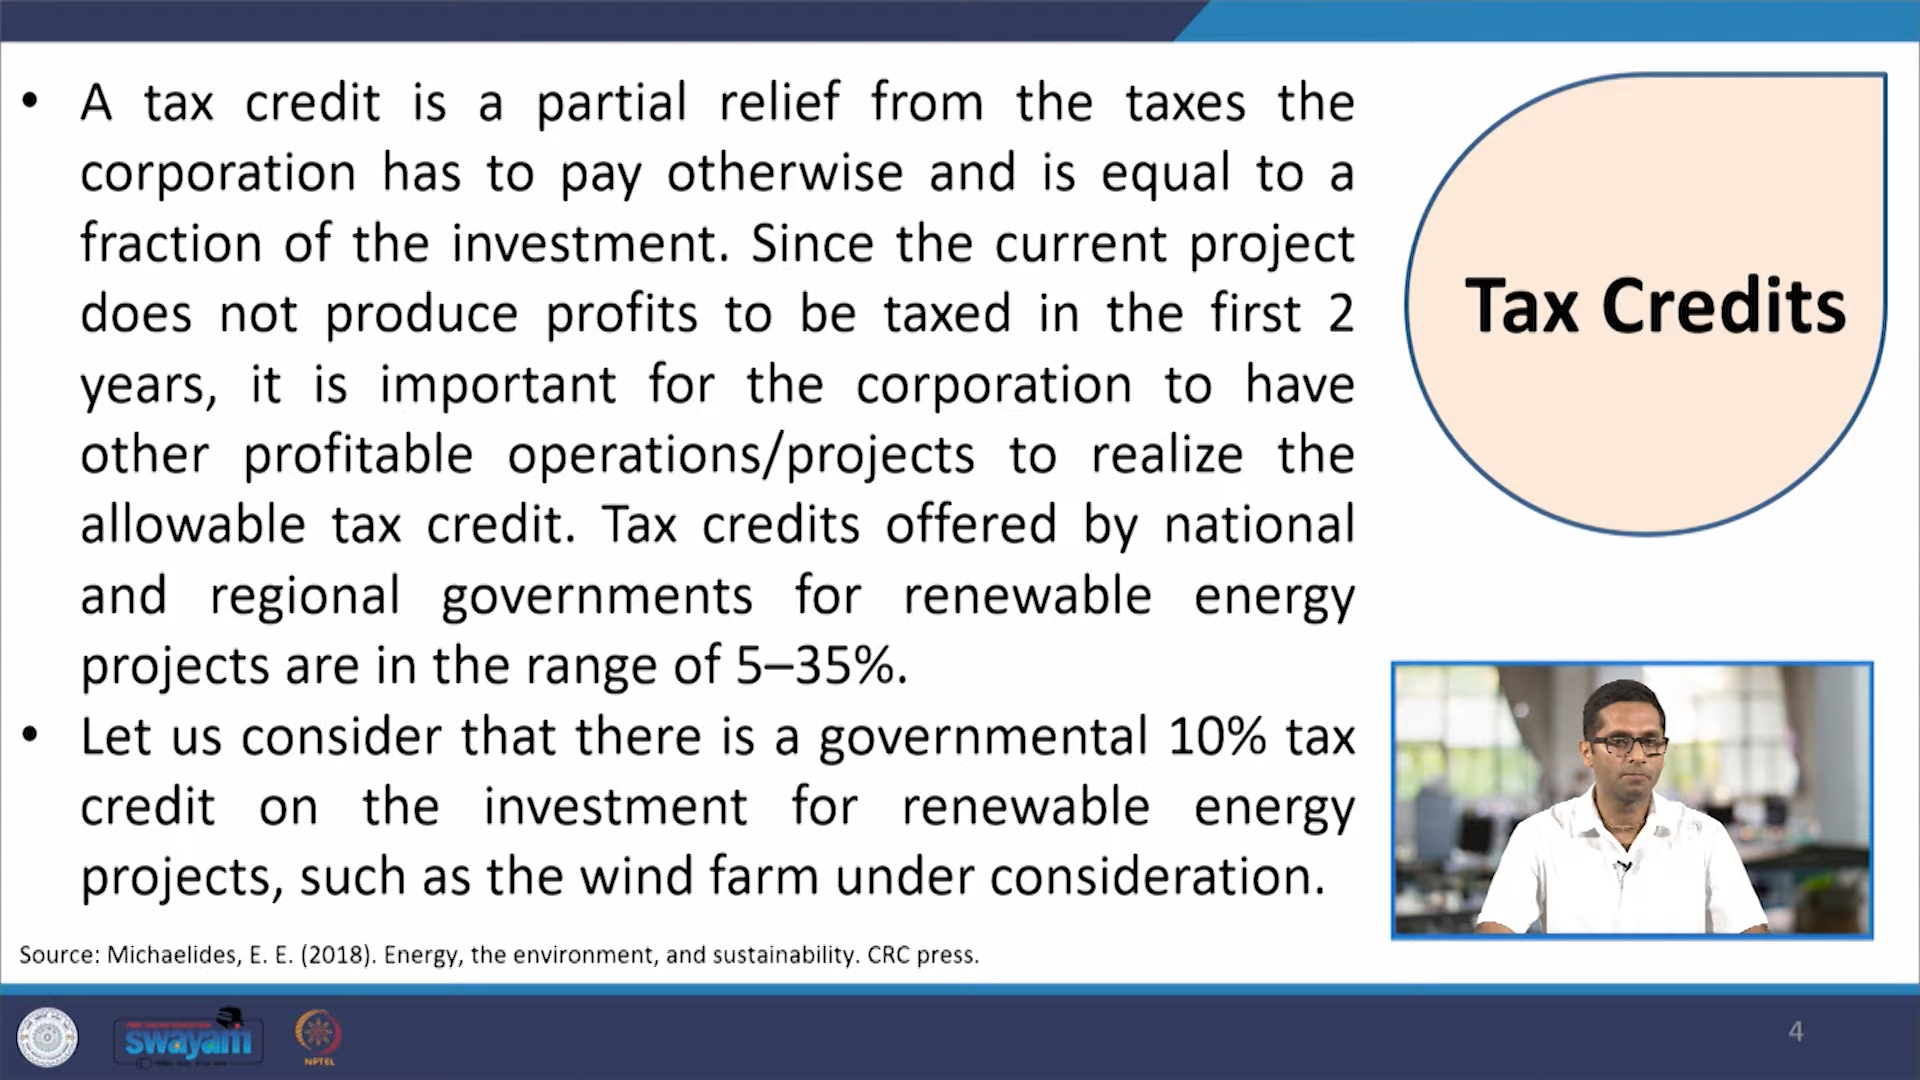 • A tax credit is a partial relief from the taxes the
corporation has to pay otherwise and is equal to a
fraction of the investment. Since the current project
does not produce profits to be taxed in the first 2
years, it is important for the corporation to have
other profitable operations/projects to realize the
allowable tax credit. Tax credits offered by national
and regional governments for renewable energy
projects are in the range of 5–35%.
• Let us consider that there is a governmental 10% tax
credit on the investment for renewable energy
projects, such as the wind farm under consideration.
Tax Credits
Source: Michaelides, E. E. (2018). Energy, the environment, and sustainability. CRC press.
swayam
NPTEL
4